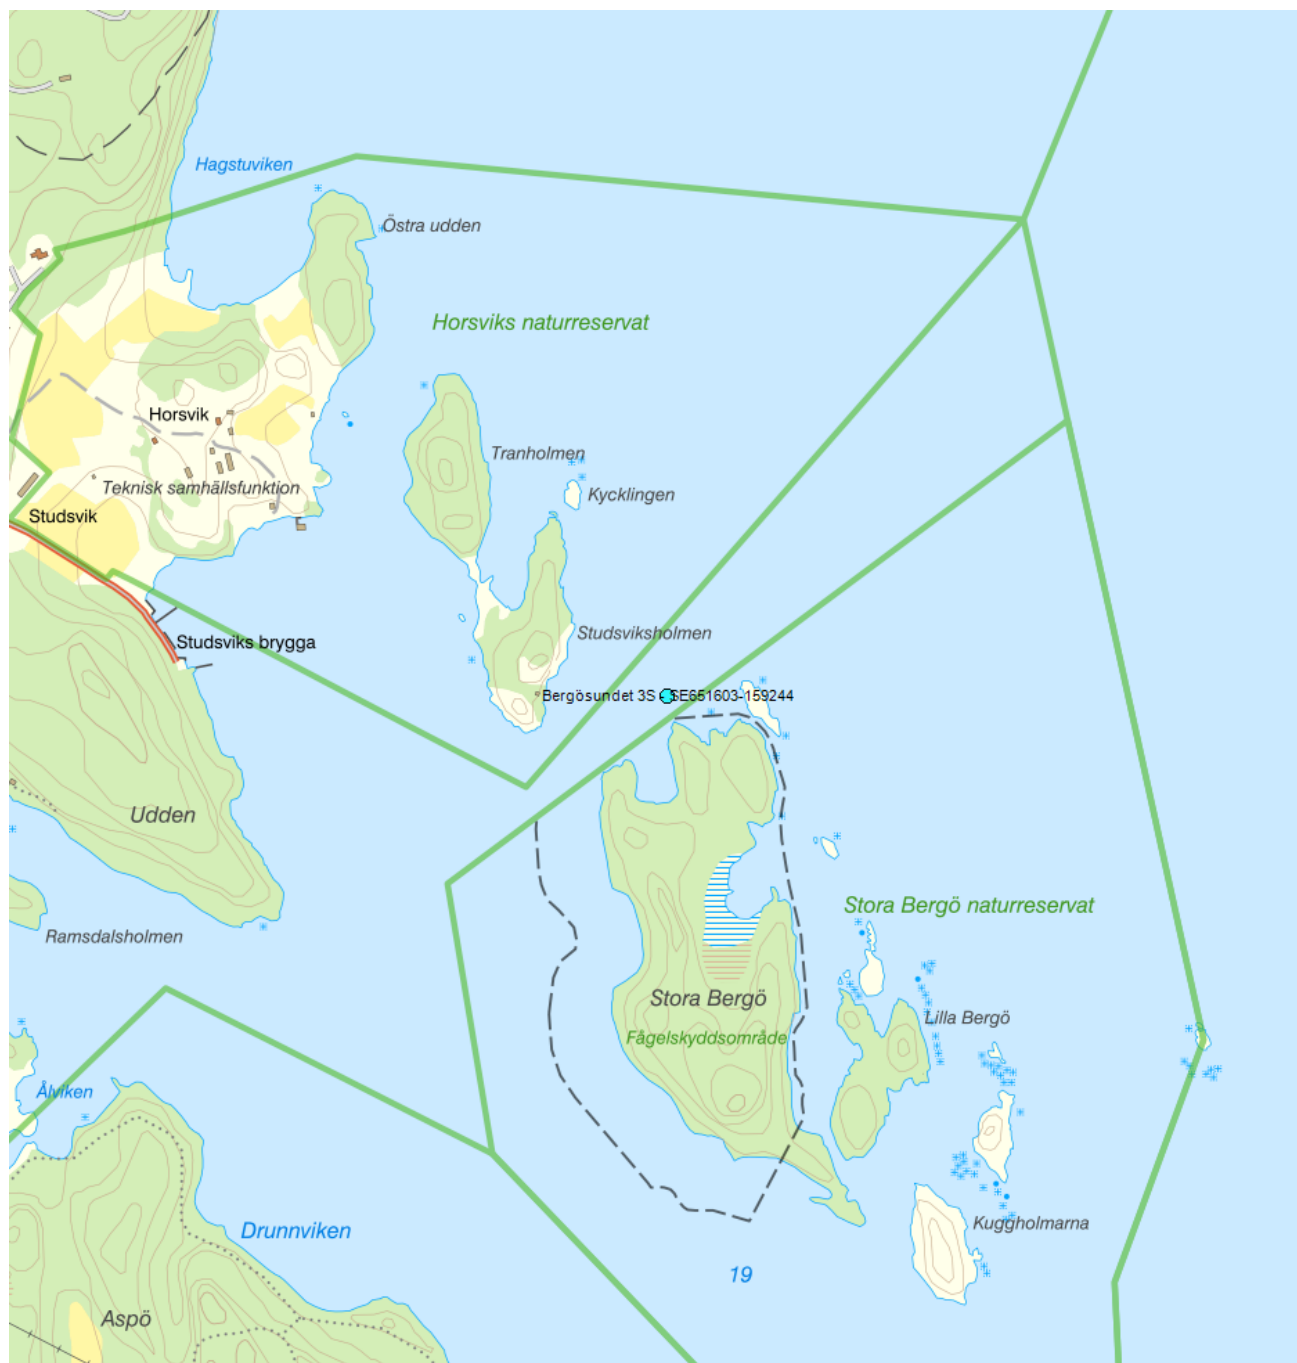 Hagstuviken
Östra udden
Horsviks naturreservat
Horsvik
Tranholmen
Teknisk samhällsfunktion
Kycklingen
Studsvik
Studsviksholmen
Studsviks brygga
Bergösundet 3S - SE651603-159244
Udden
Stora Bergö naturreservat
Ramsdalsholmen
Stora Bergö
Lilla Bergö
Fågelskyddsområde
Ålviken
Drunnviken
Kuggholmarna
19
Aspö